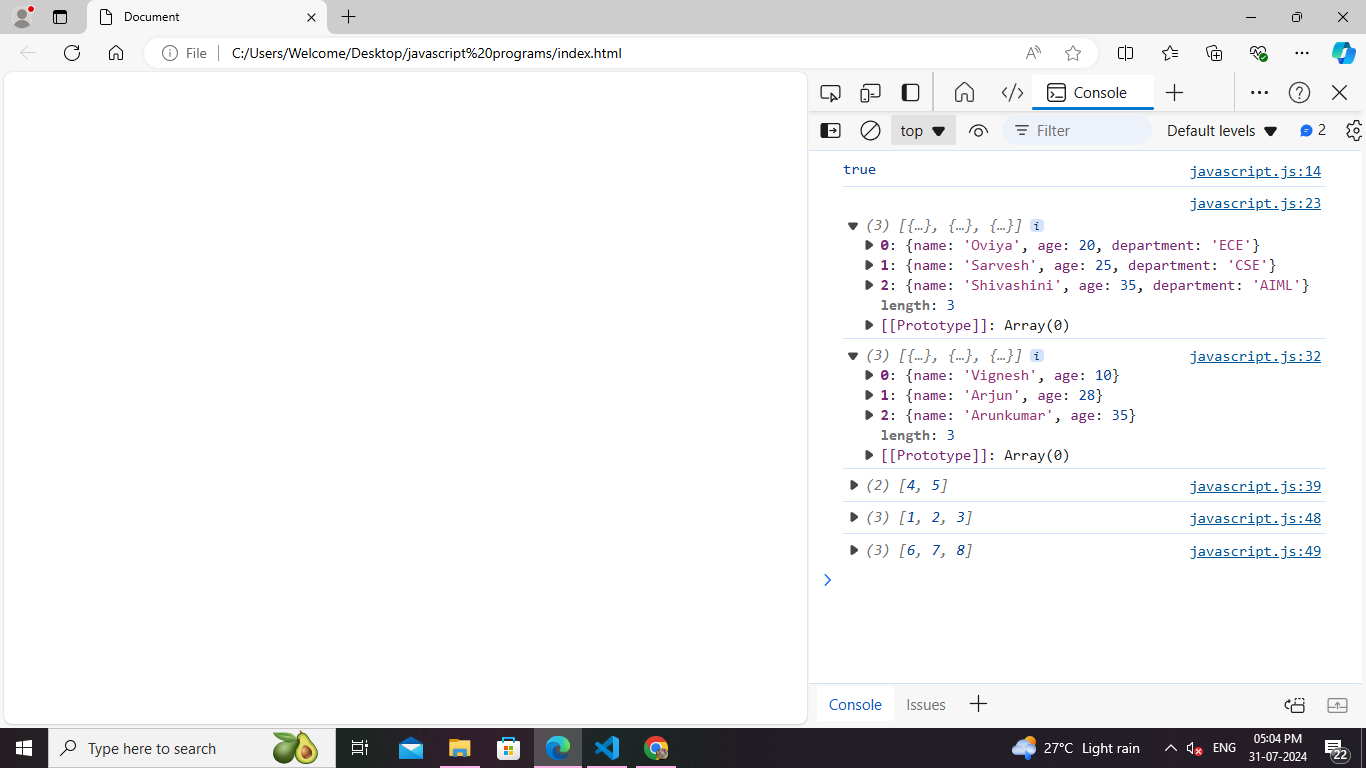 Document
File
C:/Users/Welcome/Desktop/javascript%20programs/index.html
Console
top
Filter
Default levels
2
true javascript.js:14
javascript.js:23
(3) [{…}, {…}, {…}] i
0: {name: 'Oviya', age: 20, department: 'ECE'}
1: {name: 'Sarvesh', age: 25, department: 'CSE'}
2: {name: 'Shivashini', age: 35, department: 'AIML'}
length: 3
[[Prototype]]: Array(0)
(3) [{…}, {…}, {…}] i javascript.js:32
0: {name: 'Vignesh', age: 10}
1: {name: 'Arjun', age: 28}
2: {name: 'Arunkumar', age: 35}
length: 3
[[Prototype]]: Array(0)
(2) [4, 5] javascript.js:39
(3) [1, 2, 3] javascript.js:48
(3) [6, 7, 8] javascript.js:49
Console Issues
Type here to search
27°C Light rain
ENG
05:04 PM
31-07-2024
22